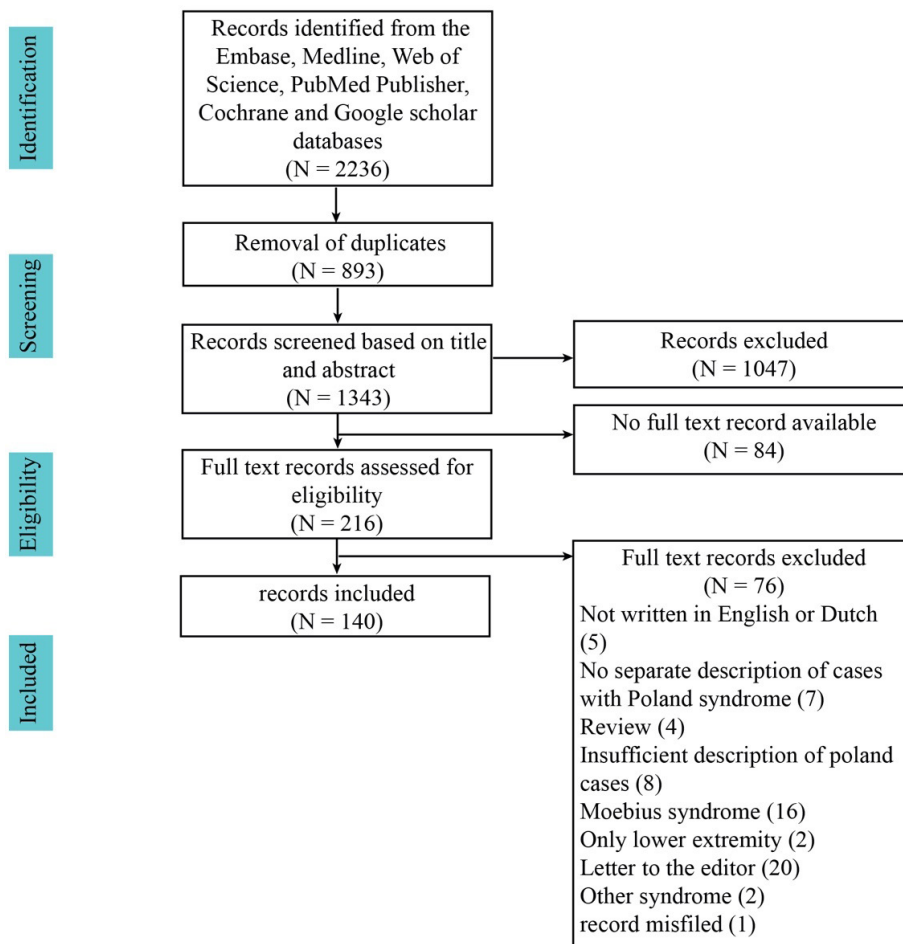 Identification
Records identified from the
Embase, Medline, Web of
Science, PubMed Publisher,
Cochrane and Google scholar
databases
(N = 2236)
Removal of duplicates
(N = 893)
Screening
Records screened based on title
and abstract
(N = 1343)
Records excluded
(N = 1047)
No full text record available
(N = 84)
Eligibility
Full text records assessed for
eligibility
(N = 216)
Full text records excluded
(N = 76)
Not written in English or Dutch
(5)
No separate description of cases
with Poland syndrome (7)
Review (4)
Insufficient description of poland
cases (8)
Moebius syndrome (16)
Only lower extremity (2)
Letter to the editor (20)
Other syndrome (2)
record misfiled (1)
Included
records included
(N = 140)